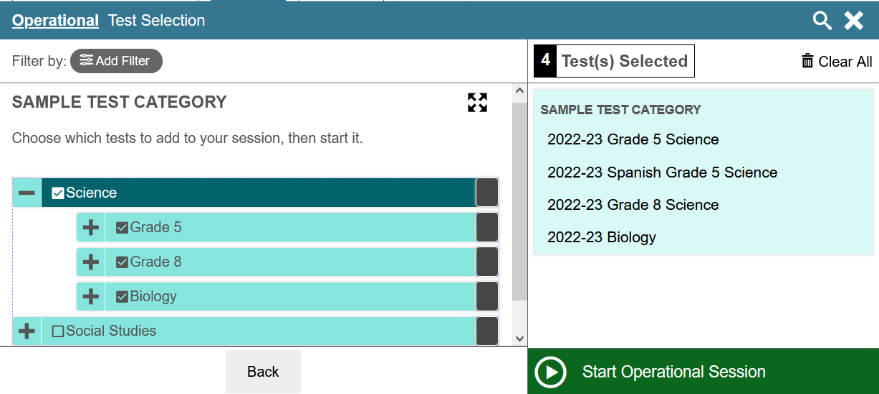 Operational Test Selection
Filter by: Add Filter
4 Test(s) Selected
Clear All
SAMPLE TEST CATEGORY
Choose which tests to add to your session, then start it.
Science
Grade 5
Grade 8
Biology
Social Studies
Back
SAMPLE TEST CATEGORY
2022-23 Grade 5 Science
2022-23 Spanish Grade 5 Science
2022-23 Grade 8 Science
2022-23 Biology
Start Operational Session